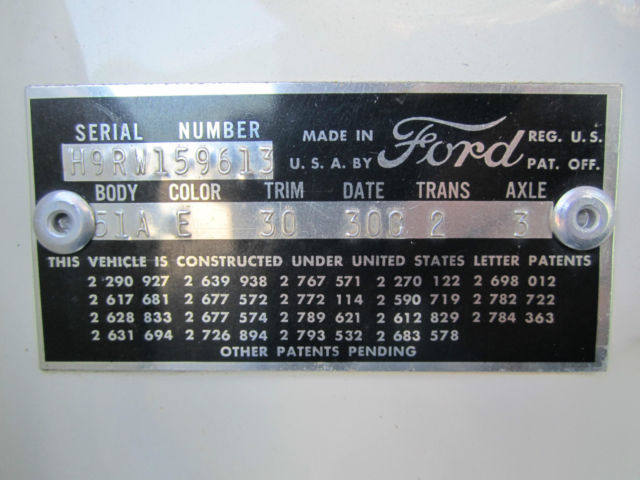 SERIAL NUMBER
H9RW159613
MADE IN
U.S.A. BY
Ford
REG. U.S.
PAT. OFF.
BODY COLOR TRIM DATE TRANS AXLE
51A E 30 30C 2 3
THIS VEHICLE IS CONSTRUCTED UNDER UNITED STATES LETTER PATENTS
2 290 927 2 639 938 2 767 571 2 270 122 2 698 012
2 617 681 2 677 572 2 772 114 2 590 719 2 782 722
2 628 833 2 677 574 2 789 621 2 612 829 2 784 363
2 631 694 2 726 894 2 793 532 2 683 578
OTHER PATENTS PENDING